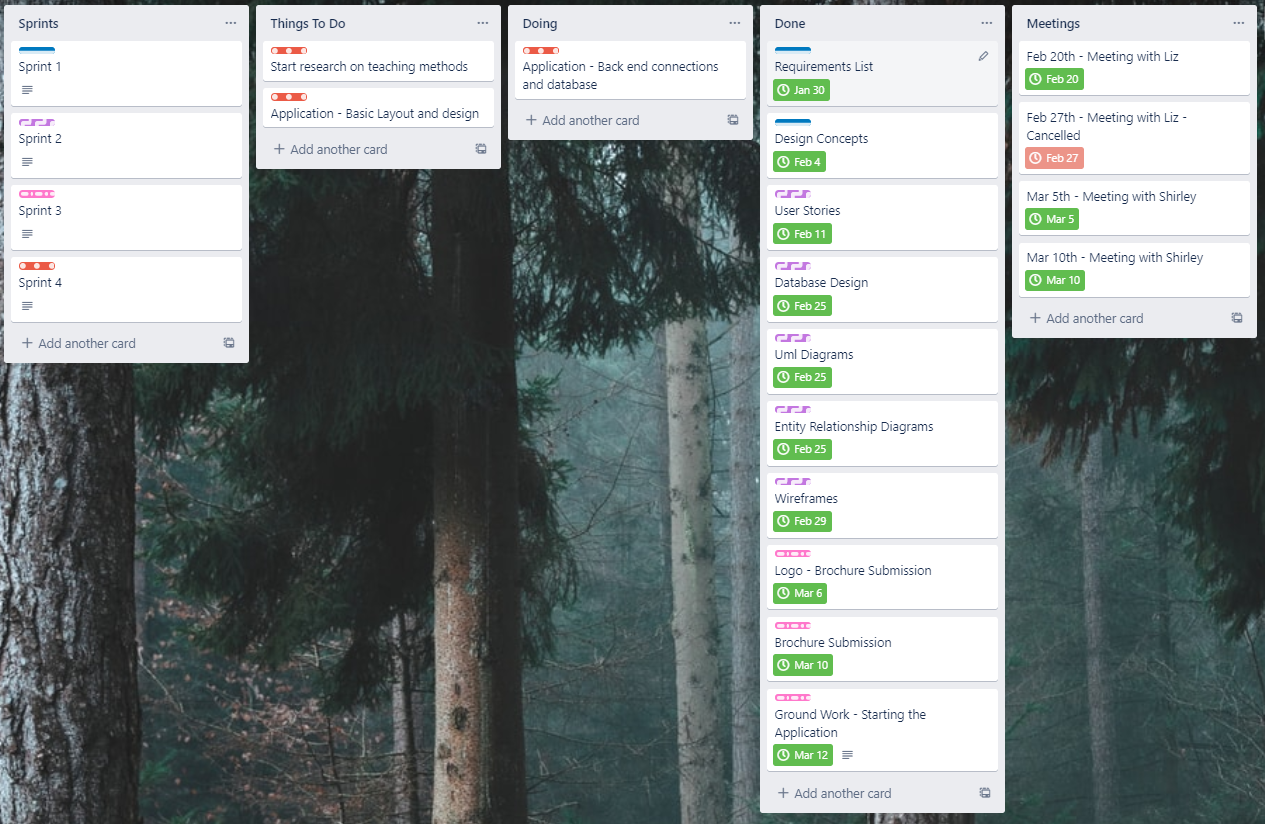 Sprints
Sprint 1
Sprint 2
Sprint 3
Sprint 4
Add another card
Things To Do
Start research on teaching methods
Application - Basic Layout and design
Add another card
Doing
Application - Back end connections
and database
Add another card
Done
Requirements List
Jan 30
Design Concepts
Feb 4
User Stories
Feb 11
Database Design
Feb 25
Uml Diagrams
Feb 25
Entity Relationship Diagrams
Feb 25
Wireframes
Feb 29
Logo - Brochure Submission
Mar 6
Brochure Submission
Mar 10
Ground Work - Starting the
Application
Mar 12
Add another card
Meetings
Feb 20th - Meeting with Liz
Feb 20
Feb 27th - Meeting with Liz -
Cancelled
Feb 27
Mar 5th - Meeting with Shirley
Mar 5
Mar 10th - Meeting with Shirley
Mar 10
Add another card